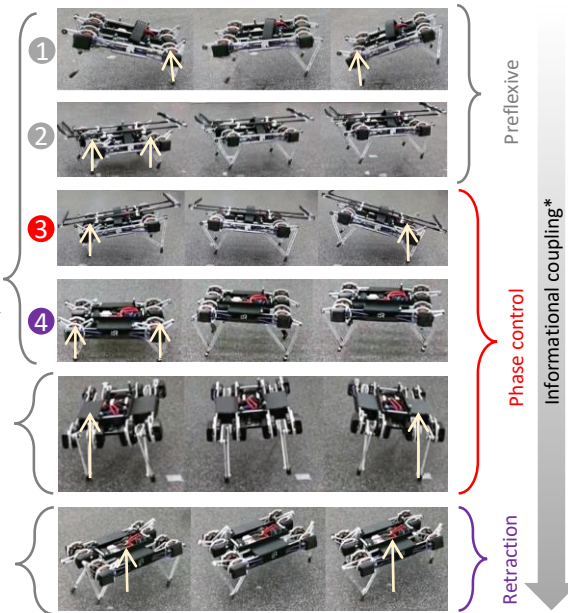 1
2
3
4
Preflexive
Phase control
Retraction
Informational coupling*